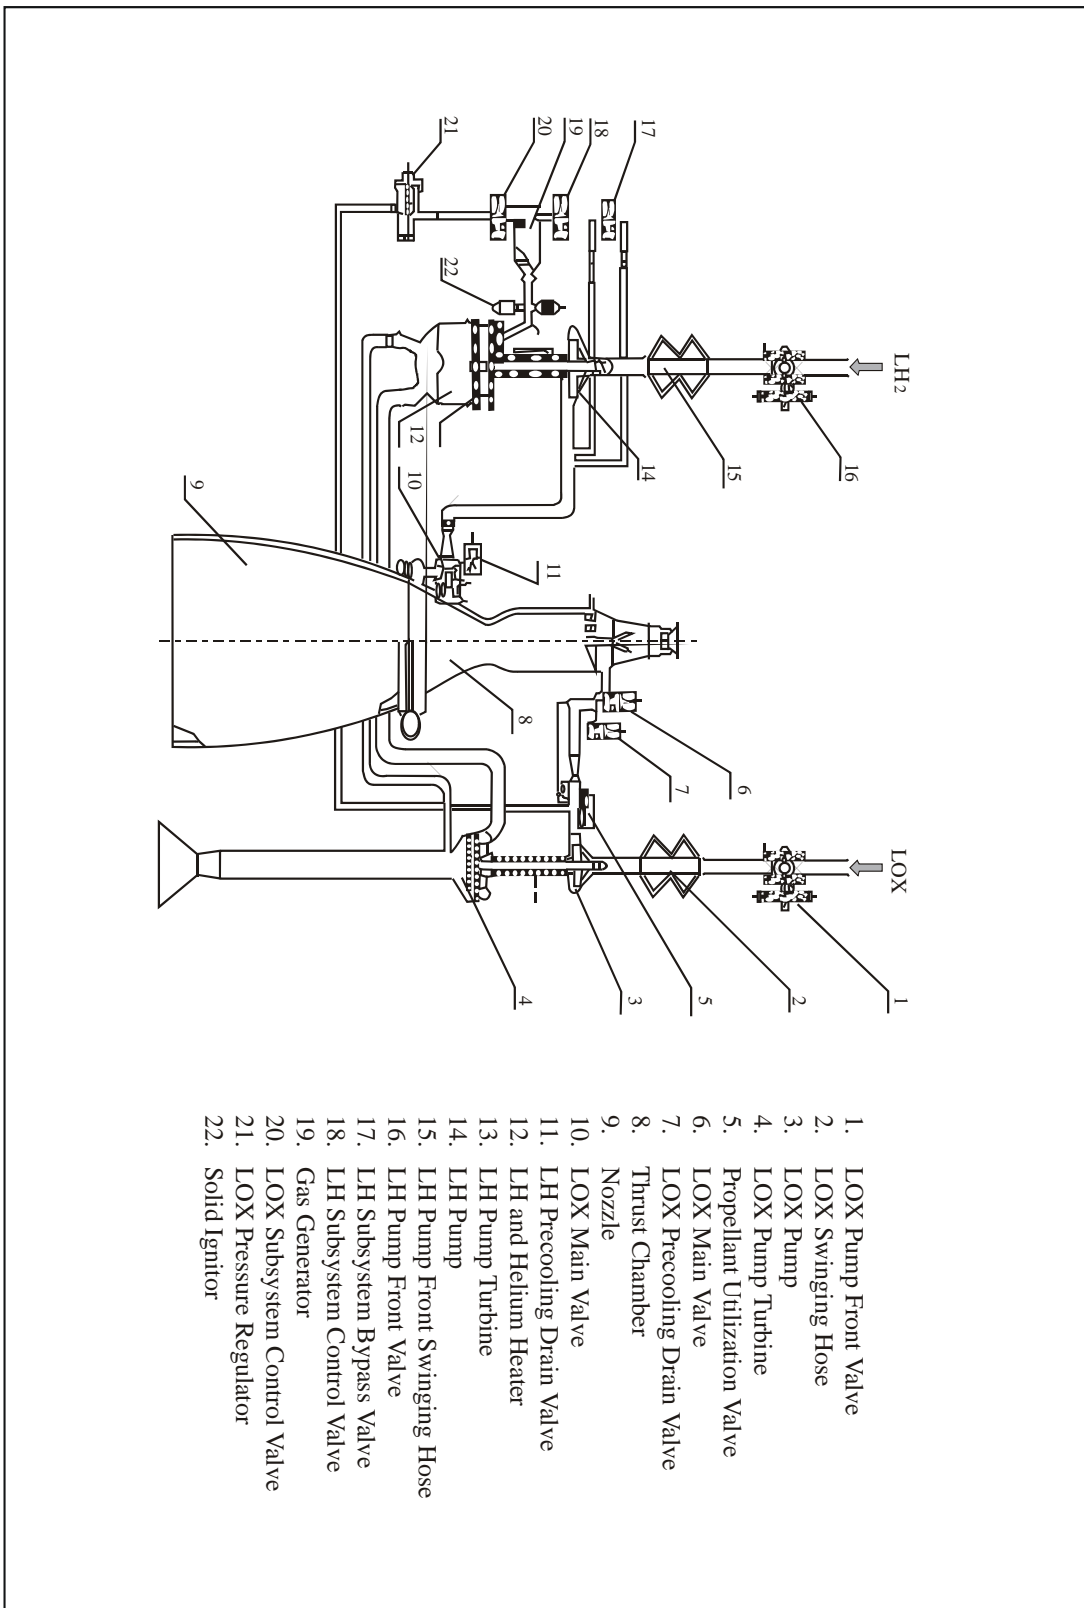 LH2
LOX
16
1
15
2
17
14
6
18
7
5
19
3
20
11
8
4
21
22
10
12
9
1. LOX Pump Front Valve
2. LOX Swinging Hose
3. LOX Pump
4. LOX Pump Turbine
5. Propellant Utilization Valve
6. LOX Main Valve
7. LOX Precooling Drain Valve
8. Thrust Chamber
9. Nozzle
10. LOX Main Valve
11. LH Precooling Drain Valve
12. LH and Helium Heater
13. LH Pump Turbine
14. LH Pump
15. LH Pump Front Swinging Hose
16. LH Pump Front Valve
17. LH Subsystem Bypass Valve
18. LH Subsystem Control Valve
19. Gas Generator
20. LOX Subsystem Control Valve
21. LOX Pressure Regulator
22. Solid Ignitor